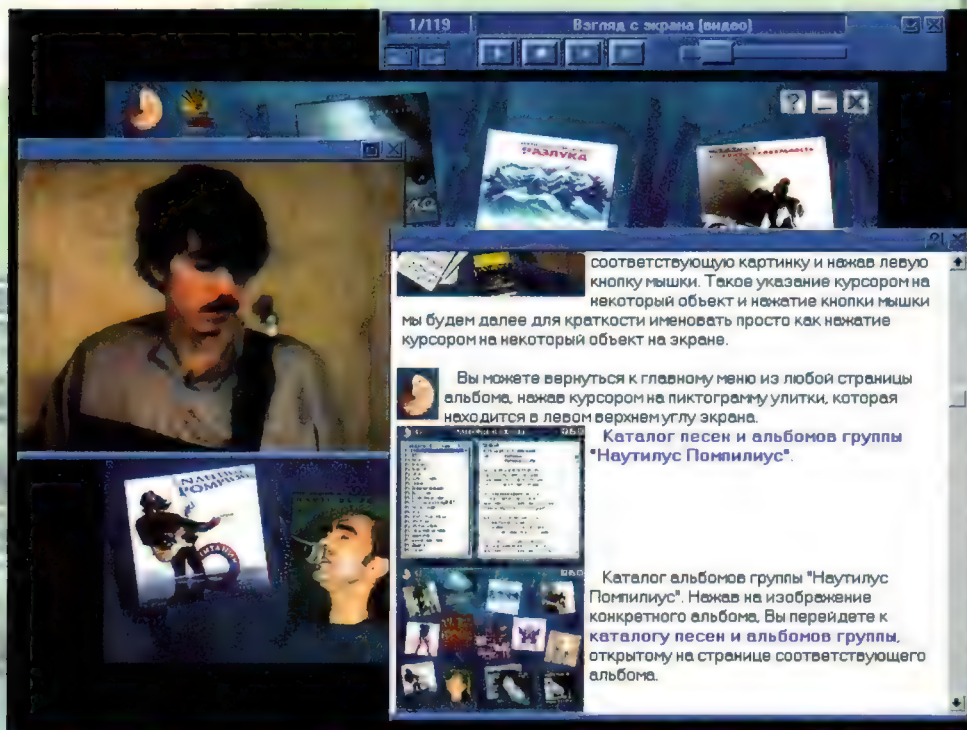 1/119
Взгляд с экрана (видео)
?
РАЗЛУКА
?
соответствующую картинку и нажав левую
кнопку мышки. Такое указание курсором на
некоторый объект и нажатие кнопки мышки
мы будем далее для краткости именовать просто как нажатие
курсором на некоторый объект на экране.
Вы можете вернуться к главному меню из любой страницы
альбома, нажав курсором на пиктограмму улитки, которая
находится в левом верхнем углу экрана.
Каталог песен и альбомов группы
"Наутилус Помпилиус".
ТИТАНИК
Каталог альбомов группы "Наутилус
Помпилиус". Нажав на изображение
конкретного альбома, Вы перейдете к
каталогу песен и альбомов группы,
открытому на странице соответствующего
альбома.